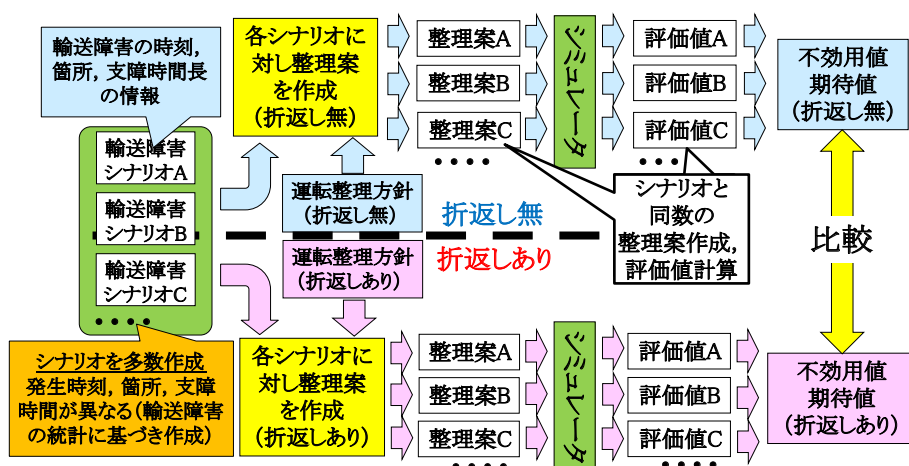 輸送障害の時刻,
箇所, 支障時間長
の情報
輸送障害
シナリオA
輸送障害
シナリオB
輸送障害
シナリオC
••••
シナリオを多数作成
発生時刻, 箇所, 支障
時間が異なる(輸送障害
の統計に基づき作成)
各シナリオに
対し整理案
を作成
(折返し無)
運転整理方針
(折返し無)
整理案A
整理案B
整理案C
••••
シミュレータ
評価値A
評価値B
評価値C
••••
不効用値
期待値
(折返し無)
シナリオと
同数の
整理案作成,
評価値計算
折返し無
折返しあり
比較
運転整理方針
(折返しあり)
各シナリオに
対し整理案
を作成
(折返しあり)
整理案A
整理案B
整理案C
••••
シミュレータ
評価値A
評価値B
評価値C
••••
不効用値
期待値
(折返しあり)